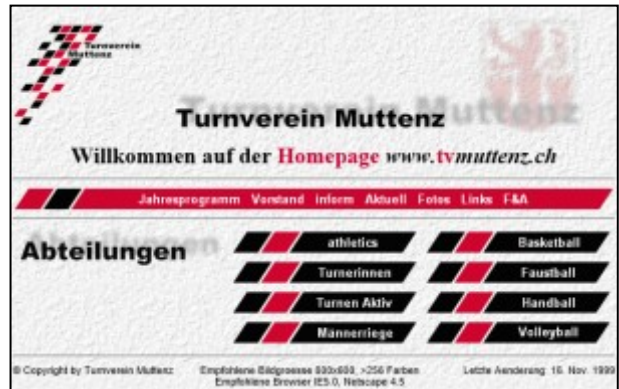 Turnverein
Muttenz
Turnverein Muttenz
Willkommen auf der Homepage www.tvmuttenz.ch
Jahresprogramm Vorstand Inform Aktuell Fotos Links F&A
Abteilungen
athletics
Basketball
Turnerinnen
Faustball
Turnen Aktiv
Handball
Männerriege
Volleyball
© Copyright by Turnverein Muttenz
Empfohlene Bildgroesse 800x600, >256 Farben
Empfohlene Browser IE5.0, Netscape 4.5
Letzte Aenderung: 16. Nov. 1999